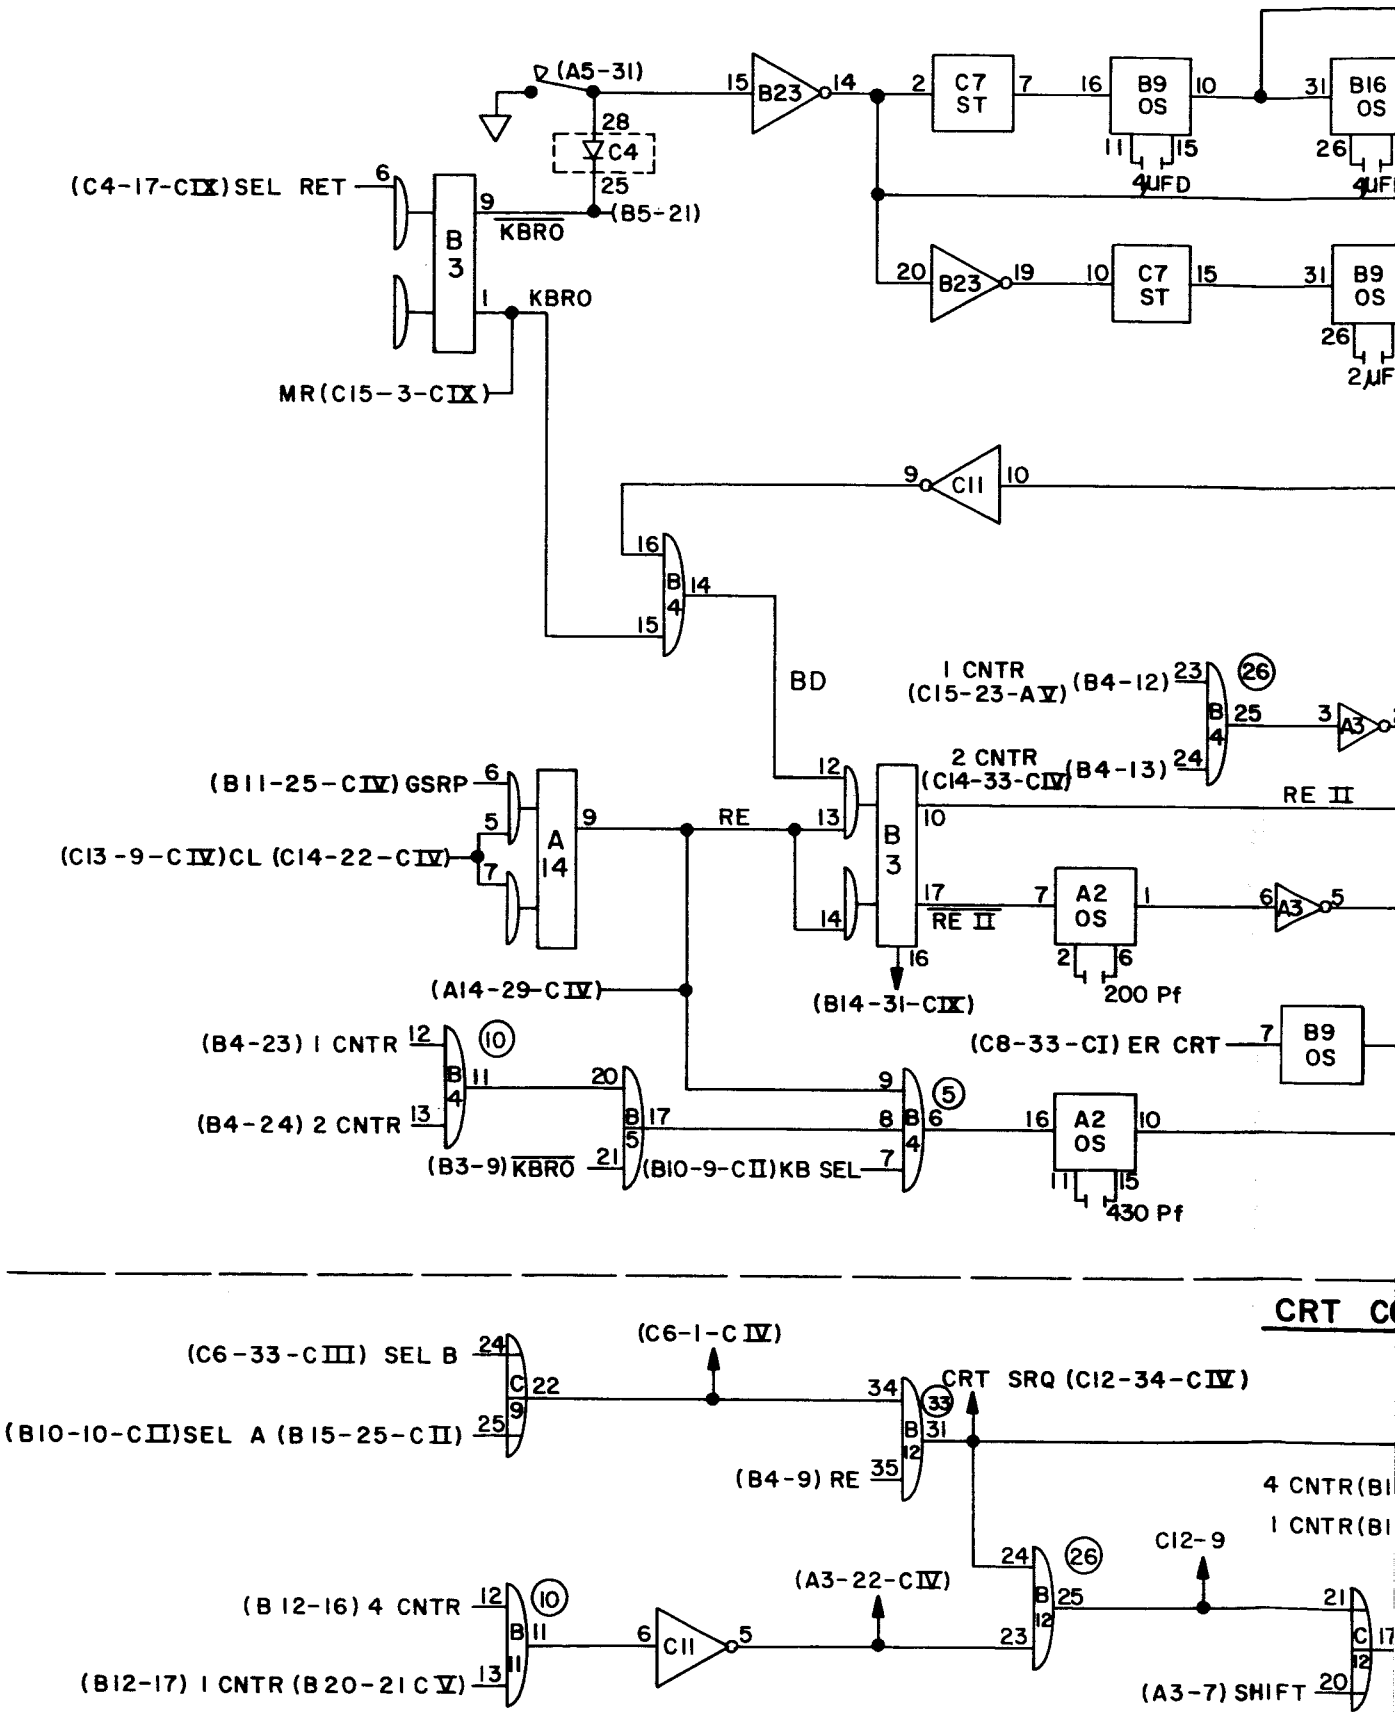 (A5-31)
15 B23 14
2 C7 ST 7
16 B9 OS 10
31 B16 OS
28
C4
25
11 15
4µFD
26
4µF
(C4-17-CIX) SEL RET 6
B 3
9
KBRO
(B5-21)
1 KBRO
MR (C15-3-CIX)
20 B23 19
10 C7 ST 15
31 B9 OS
26
2µF
9 C11 10
16
B 4
14
15
BD
1 CNTR
(C15-23-AV) (B4-12) 23
26
B 4
25
3 A3
2 CNTR
(C14-33-CIV) (B4-13) 24
RE II
(B11-25-CIV) GSRP 6
5
(C13-9-CIV) CL (C14-22-CIV)
7
A 14
9
RE
12
13
14
B 3
10
17
RE II
16
(B14-31-CIX)
7 A2 OS 1
2 6
200 Pf
6 A3 5
(A14-29-CIV)
(C8-33-CI) ER CRT 7 B9 OS
(B4-23) 1 CNTR 12
10
B 4
11
(B4-24) 2 CNTR 13
20
B 5
17
(B3-9) KBRO 21
9
8
B 4
6
5
(B10-9-CII) KB SEL 7
16 A2 OS 10
11 15
430 Pf
CRT
(C6-33-CIII) SEL B 24
C 9
22
(B10-10-CII) SEL A (B15-25-CII) 25
(C6-1-CIV)
34
33
B 12
31
(B4-9) RE 35
CRT SRQ (C12-34-CIV)
4 CNTR (B1
1 CNTR (B1
(B12-16) 4 CNTR 12
10
B 11
11
(B12-17) 1 CNTR (B20-21 CV) 13
6 C11 5
(A3-22-CIV)
24
26
B 12
25
23
C12-9
21
C 12
17
(A3-7) SHIFT 20